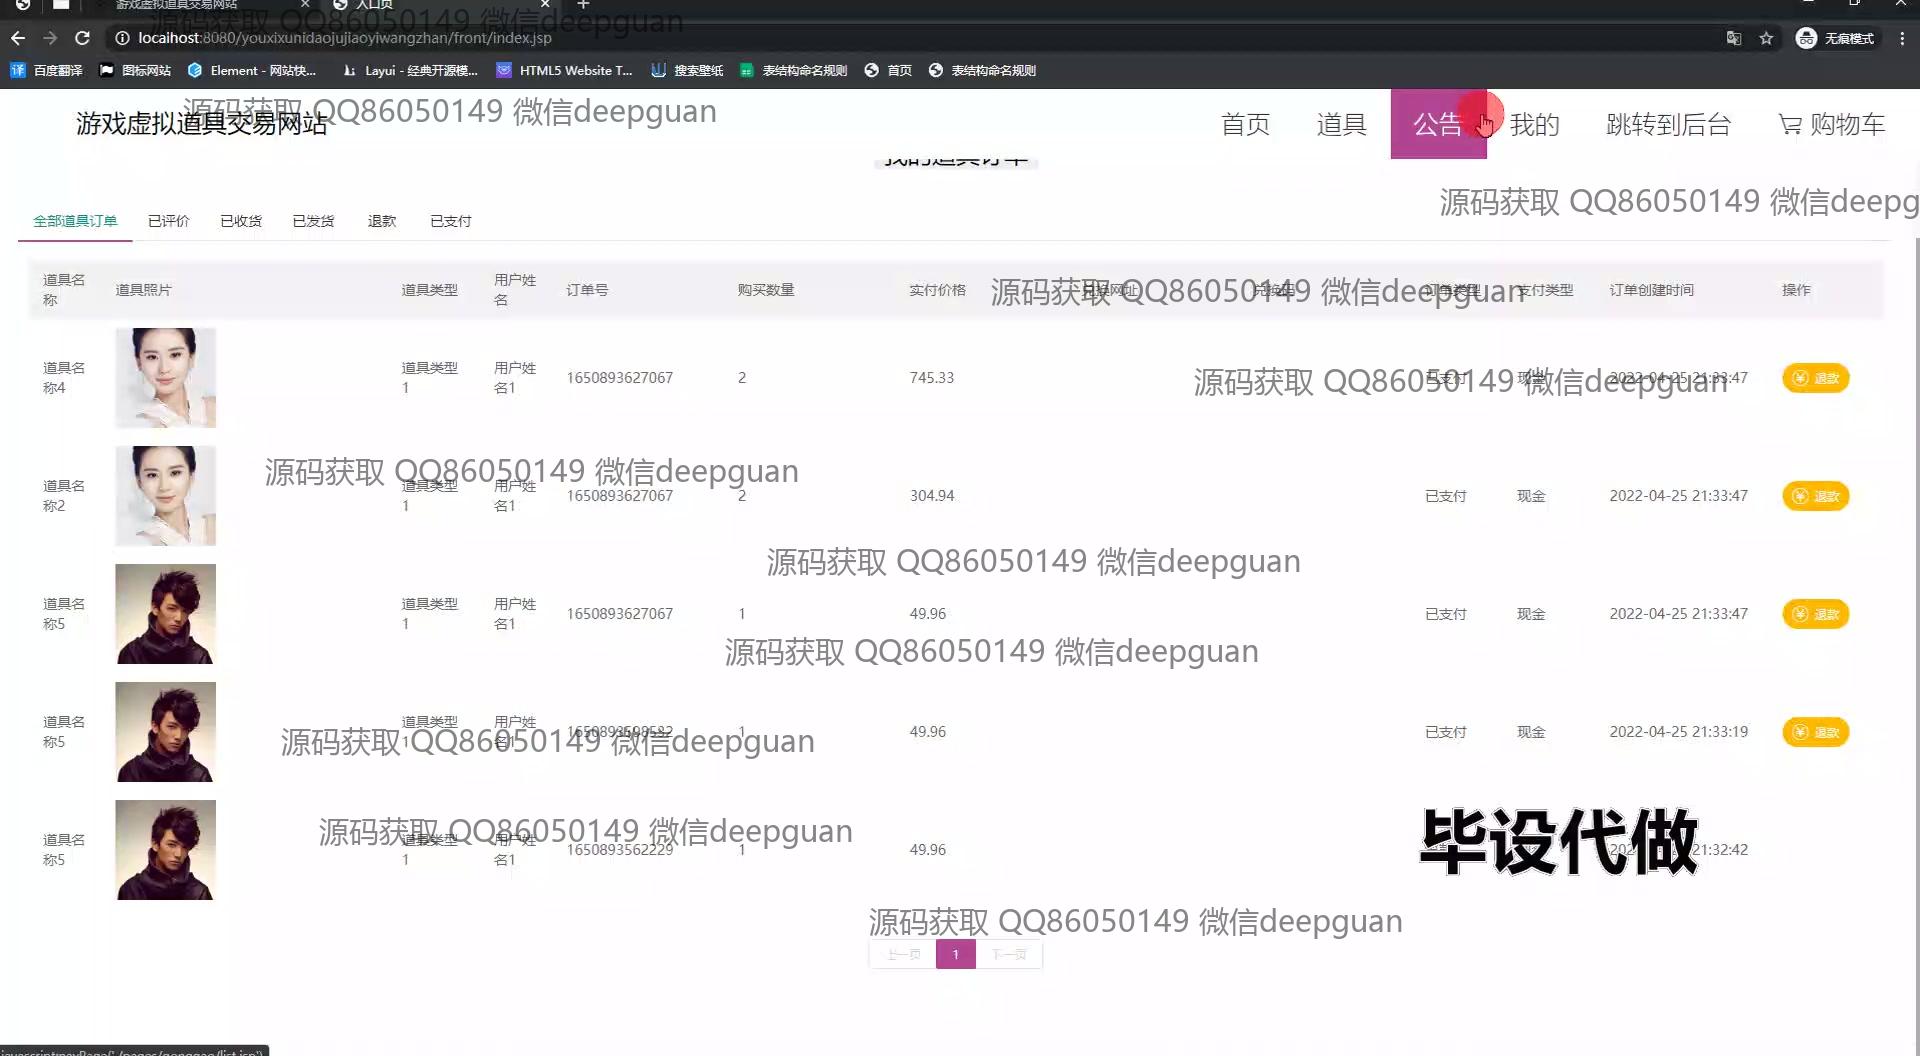 游戏虚拟道具交易网站
入口页
源码获取 QQ86050149 微信deepguan
localhost:8080/youxixunidaojujiaoyiwangzhan/front/index.jsp
无痕模式
百度翻译
图标网站
Element - 网站快...
Layui - 经典开源模...
HTML5 Website T...
搜索壁纸
表结构命名规则
首页
表结构命名规则
游戏虚拟道具交易网站
源码获取 QQ86050149 微信deepguan
首页
道具
公告
我的
跳转到后台
购物车
我的道具订单
源码获取 QQ86050149 微信deepg
全部道具订单
已评价
已收货
已发货
退款
已支付
道具名称
道具照片
道具类型
用户姓名
订单号
购买数量
实付价格
兑换网址
订单类型
支付类型
订单创建时间
操作
源码获取 QQ86050149 微信deepguan
道具名称4
道具类型1
用户姓名1
1650893627067
2
745.33
已支付
现金
2022-04-25 21:33:47
退款
源码获取 QQ86050149 微信deepguan
源码获取 QQ86050149 微信deepguan
道具名称2
道具类型1
用户姓名1
1650893627067
2
304.94
已支付
现金
2022-04-25 21:33:47
退款
源码获取 QQ86050149 微信deepguan
道具名称5
道具类型1
用户姓名1
1650893627067
1
49.96
已支付
现金
2022-04-25 21:33:47
退款
源码获取 QQ86050149 微信deepguan
道具名称5
道具类型1
用户姓名1
1
49.96
已支付
现金
2022-04-25 21:33:19
退款
源码获取 QQ86050149 微信deepguan
源码获取 QQ86050149 微信deepguan
道具名称5
道具类型1
用户姓名1
1650893562229
1
49.96
21:32:42
毕设代做
源码获取 QQ86050149 微信deepguan
上一页
1
下一页